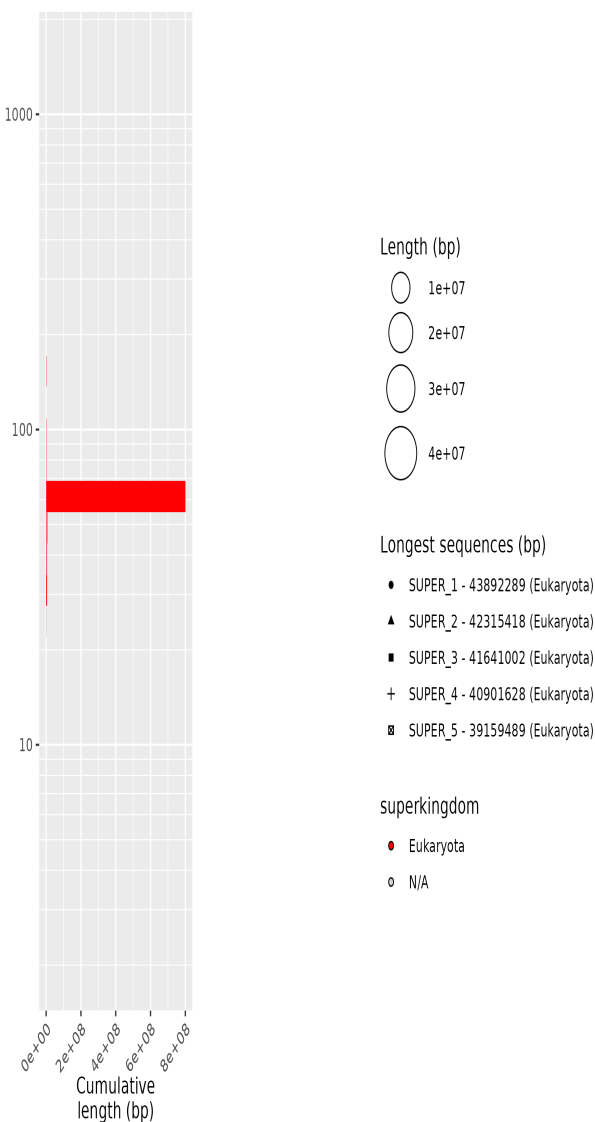 1000
100
10
0e+00
2e+08
4e+08
6e+08
8e+08
Cumulative
length (bp)
Length (bp)
1e+07
2e+07
3e+07
4e+07
Longest sequences (bp)
SUPER_1 - 43892289 (Eukaryota)
SUPER_2 - 42315418 (Eukaryota)
SUPER_3 - 41641002 (Eukaryota)
SUPER_4 - 40901628 (Eukaryota)
SUPER_5 - 39159489 (Eukaryota)
superkingdom
Eukaryota
N/A